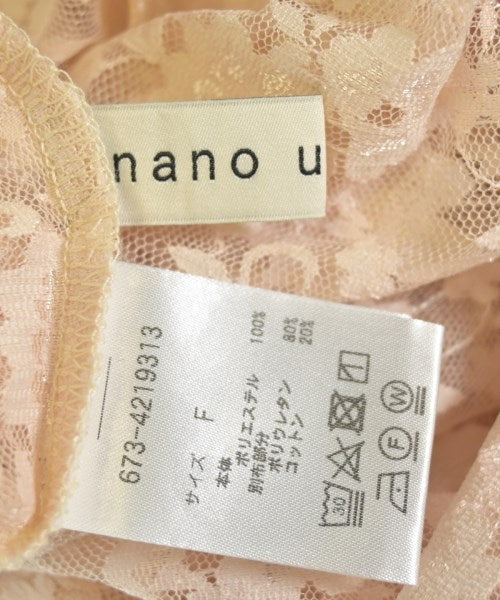 nano u
673-4219313
サイズ F
本体
ポリエステル 100%
別布部分
ポリウレタン 80%
コットン 20%
30
F
W